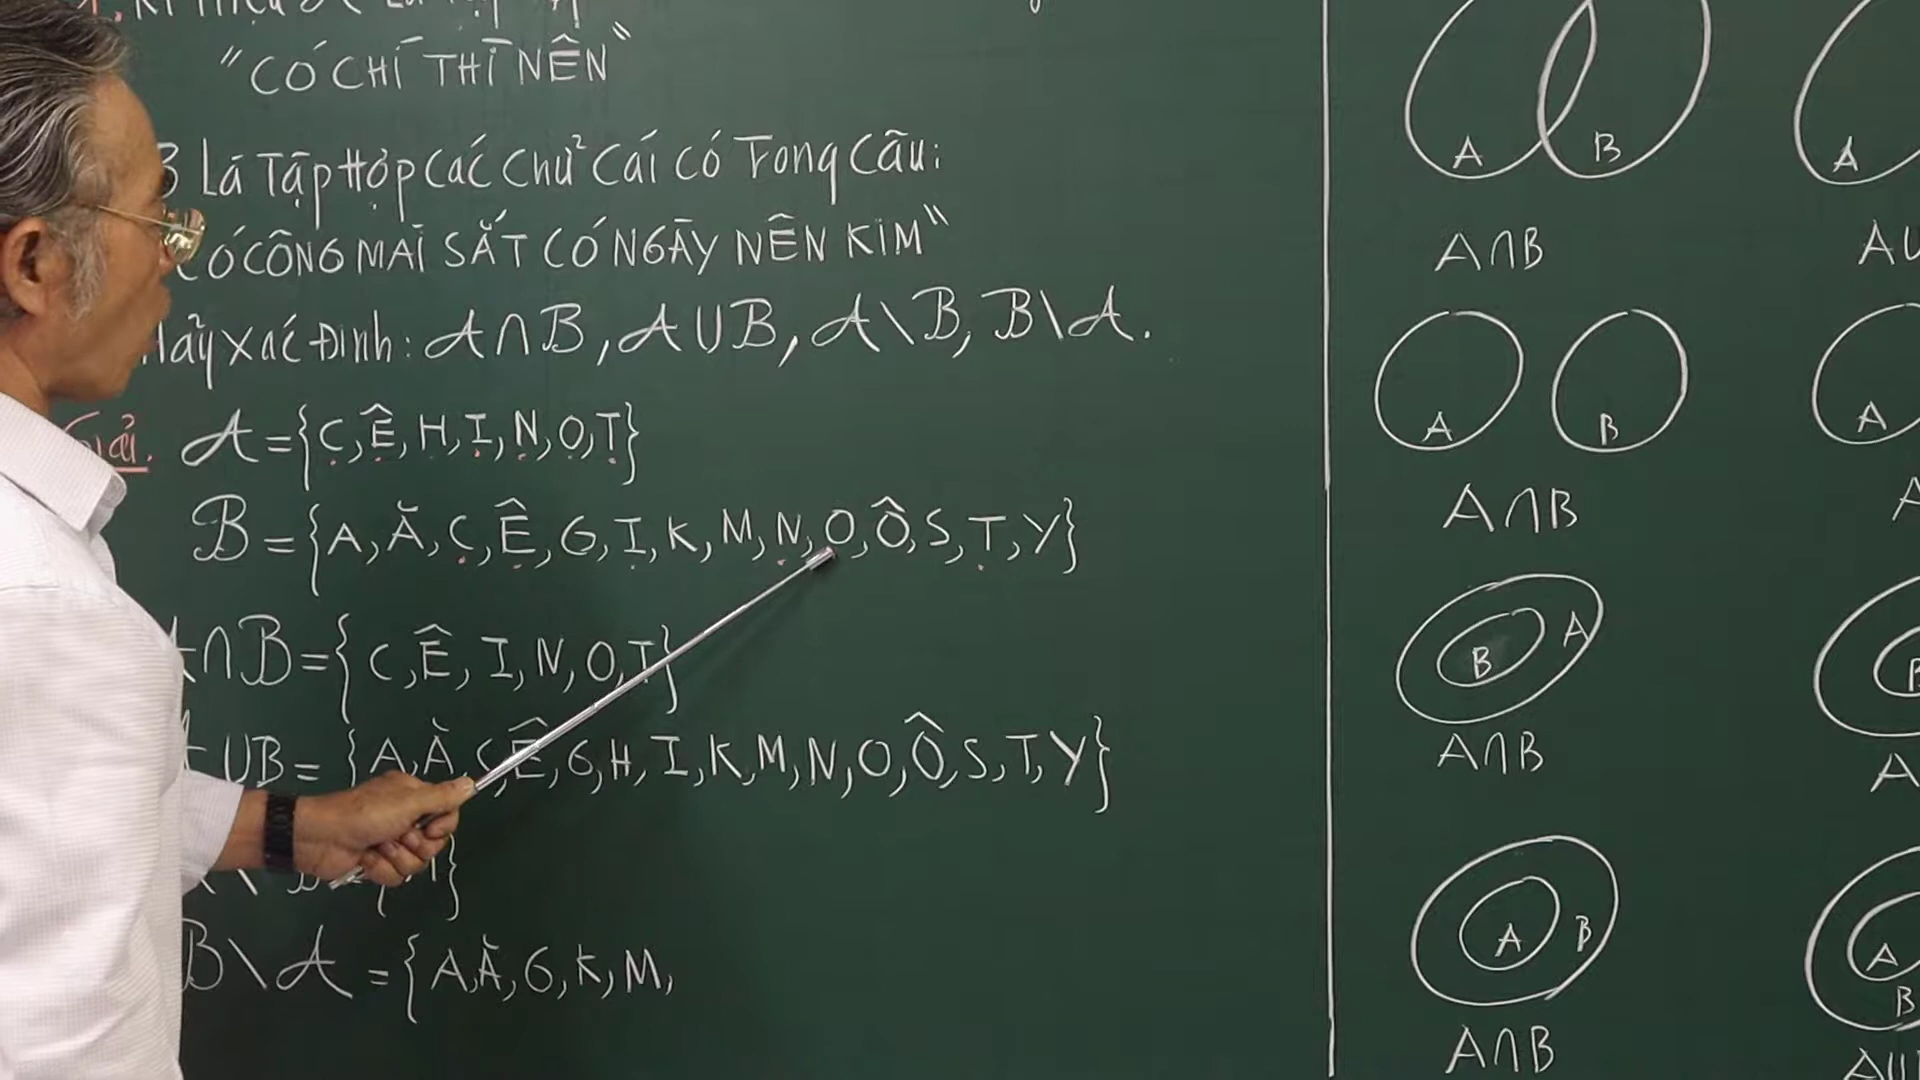 "CÓ CHÍ THÌ NÊN"
B Là Tập Hợp các chữ cái có Trong câu:
CÓ CÔNG MÀI SẮT CÓ NGÀY NÊN KIM"
Hãy xác Định: A∩B, A∪B, A\B, B\A.
Giải. A={C, Ê, H, I, N, O, T}
B={A, Ă, C, Ê, G, I, K, M, N, O, Ô, S, T, Y}
A∩B={C, Ê, I, N, O, T}
A∪B= {A, Ă, C, Ê, G, H, I, K, M, N, O, Ô, S, T, Y}
B\A ={A, Ă, G, K, M,
A B A
A∩B A∪
A B A
A∩B A
B A B
A∩B A
A B A B
A∩B A∪